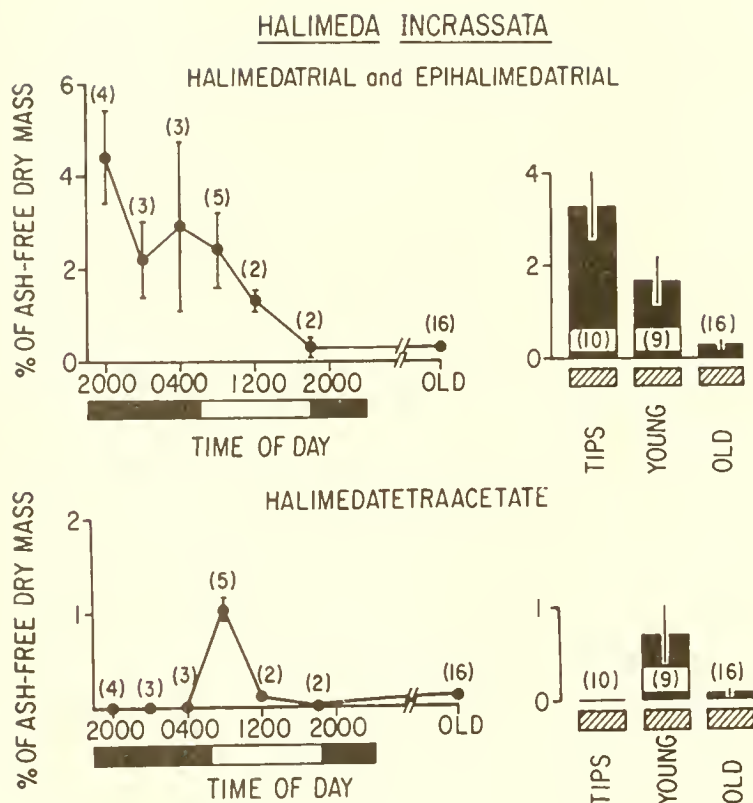 HALIMEDA INCRASSATA
HALIMEDATRIAL and EPIHALIMEDATRIAL
% OF ASH-FREE DRY MASS
6
4
2
0
(4)
(3)
(3)
(5)
(2)
(2)
(16)
2000 0400 1200 2000 OLD
TIME OF DAY
4
2
0
(10) (9) (16)
TIPS
YOUNG
OLD
HALIMEDATETRAACETATE
% OF ASH-FREE DRY MASS
2
1
(4) (3) (3) (5) (2) (2) (16)
2000 0400 1200 2000 OLD
TIME OF DAY
1
0
(10) (9) (16)
TIPS
YOUNG
OLD